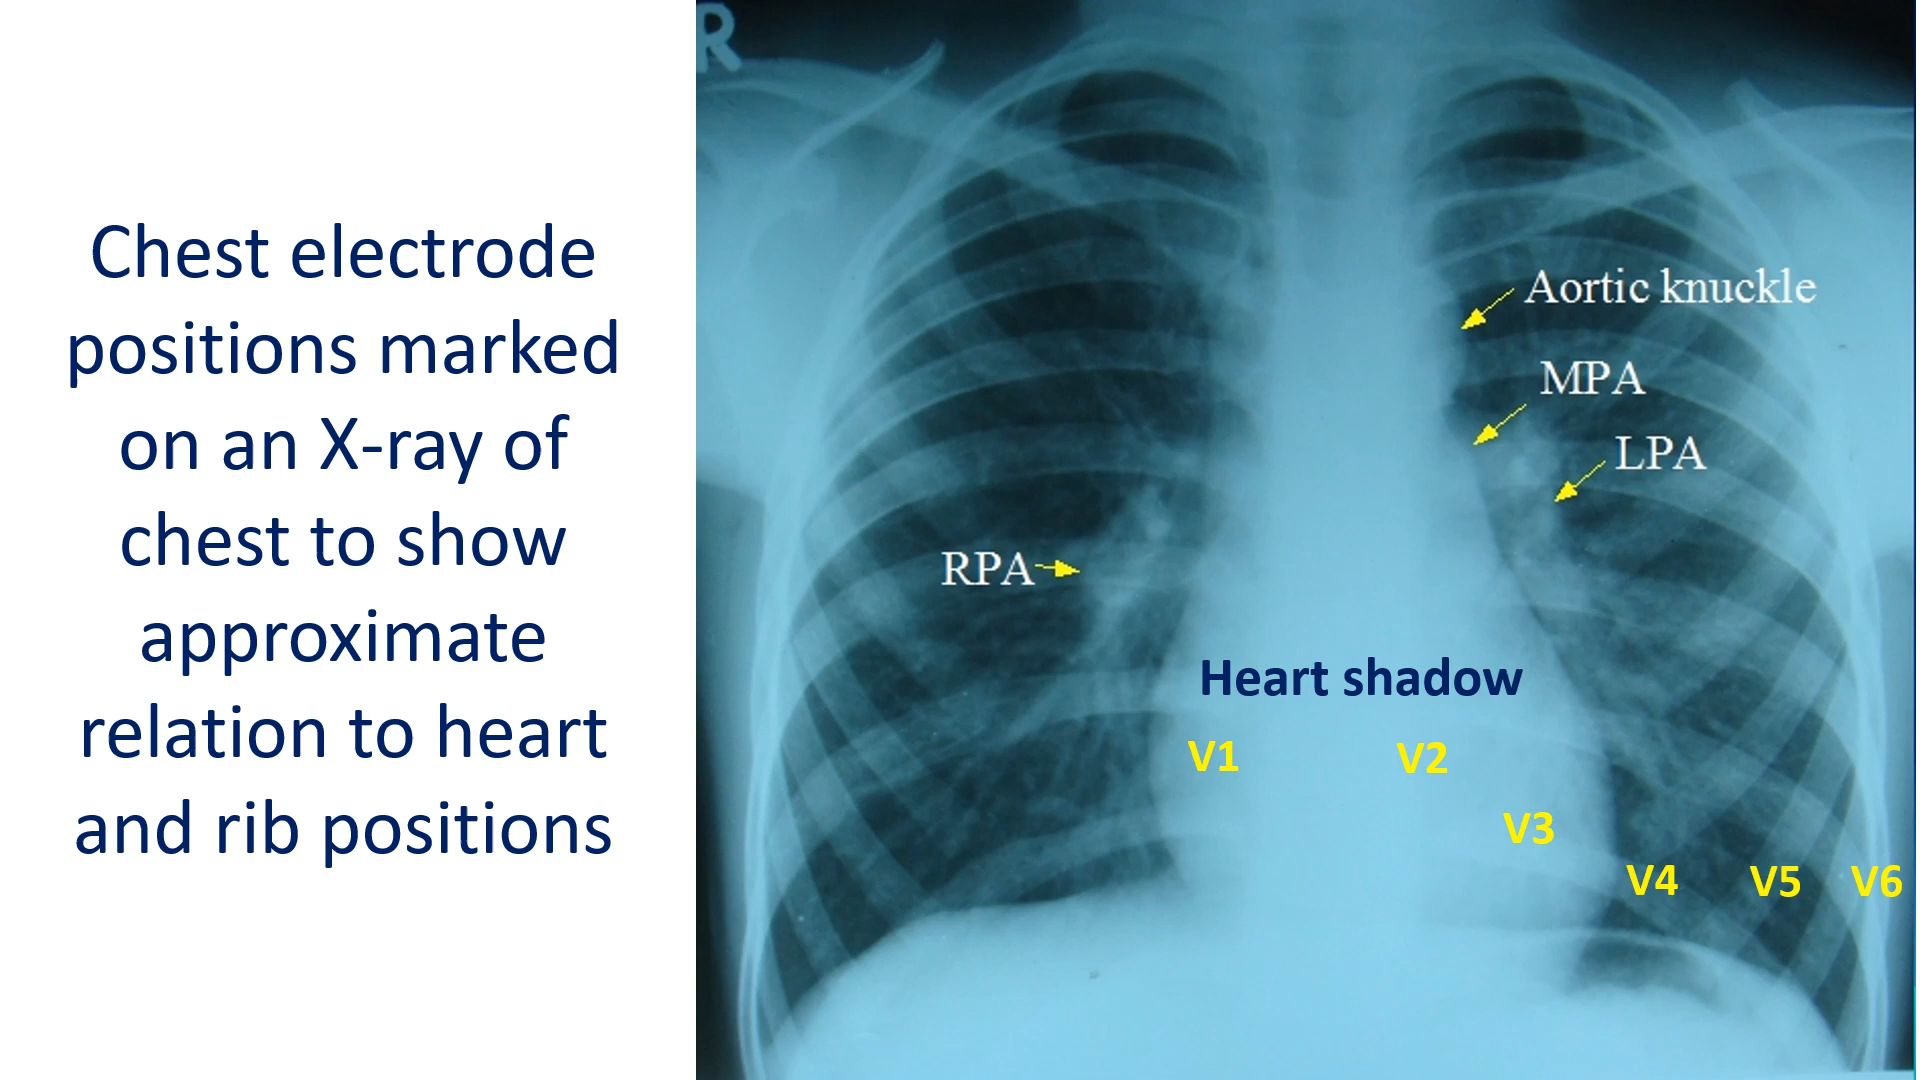 Chest electrode
positions marked
on an X-ray of
chest to show
approximate
relation to heart
and rib positions
R
Aortic knuckle
MPA
LPA
RPA
Heart shadow
V1
V2
V3
V4
V5
V6